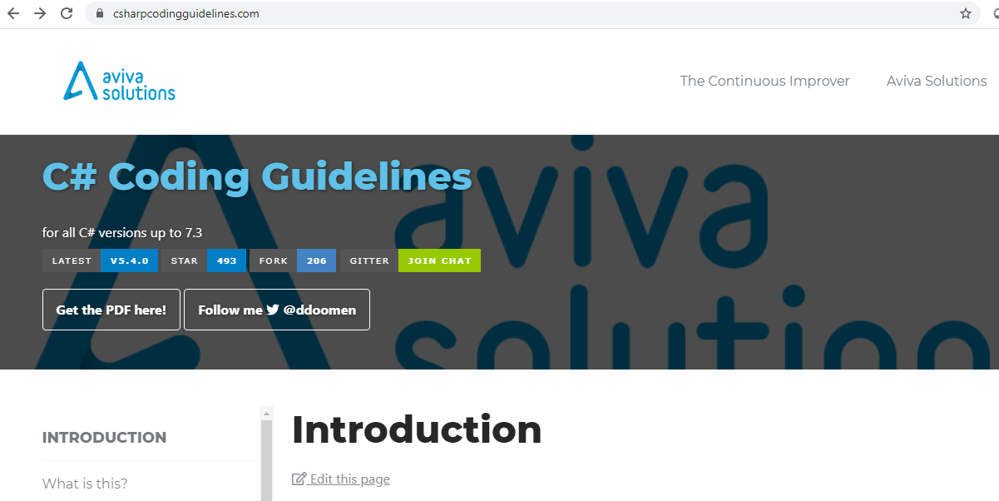 csharpcodingguidelines.com
aviva
solutions
The Continuous Improver
Aviva Solutions
aviva
solution
C# Coding Guidelines
for all C# versions up to 7.3
LATEST V5.4.0 STAR 493 FORK 206 GITTER JOIN CHAT
Get the PDF here! Follow me @ddoomen
INTRODUCTION
What is this?
Introduction
Edit this page